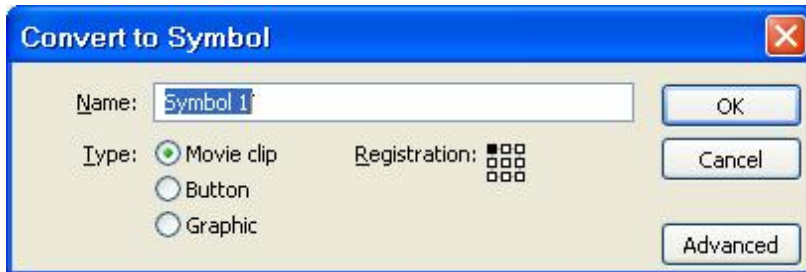 Convert to Symbol
Name: Symbol 1 OK
Type: Movie clip Registration: Cancel
Button
Graphic
Advanced